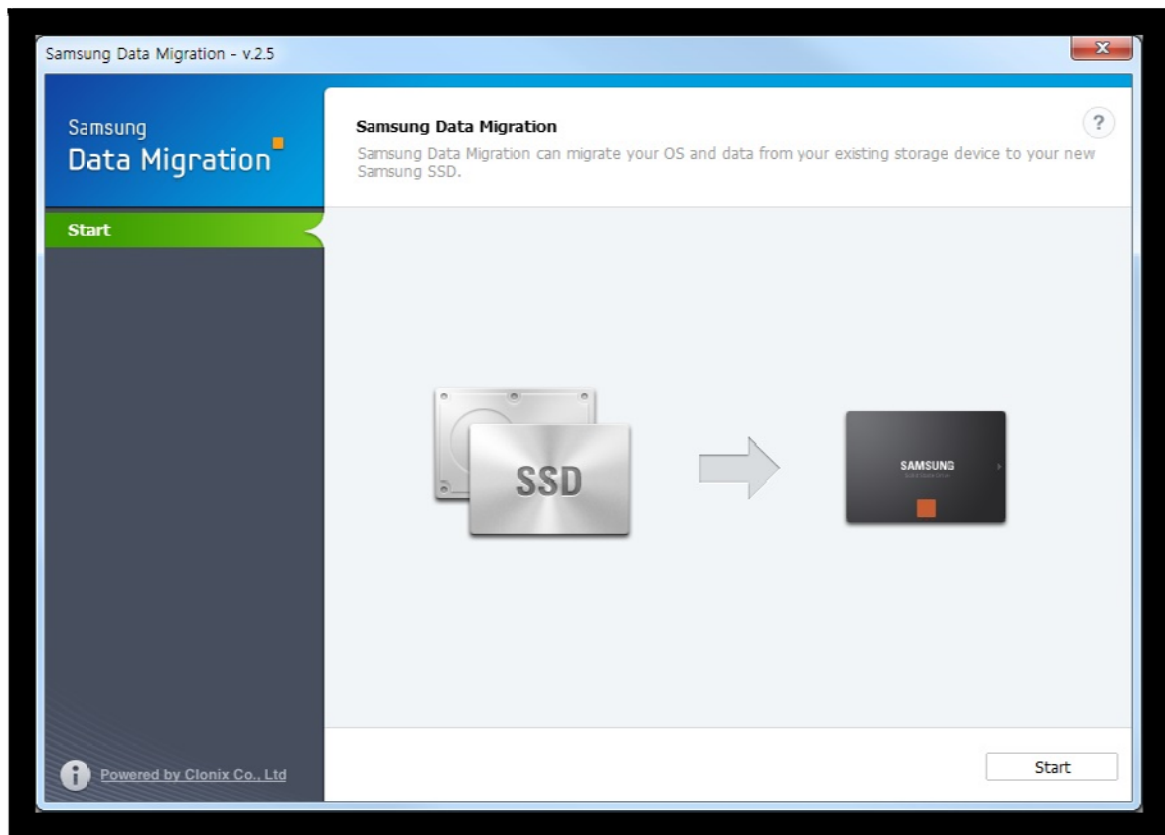 Samsung Data Migration - v.2.5
Samsung
Data Migration
Samsung Data Migration
?
Samsung Data Migration can migrate your OS and data from your existing storage device to your new
Samsung SSD.
Start
SSD
SAMSUNG
i Powered by Clonix Co., Ltd
Start